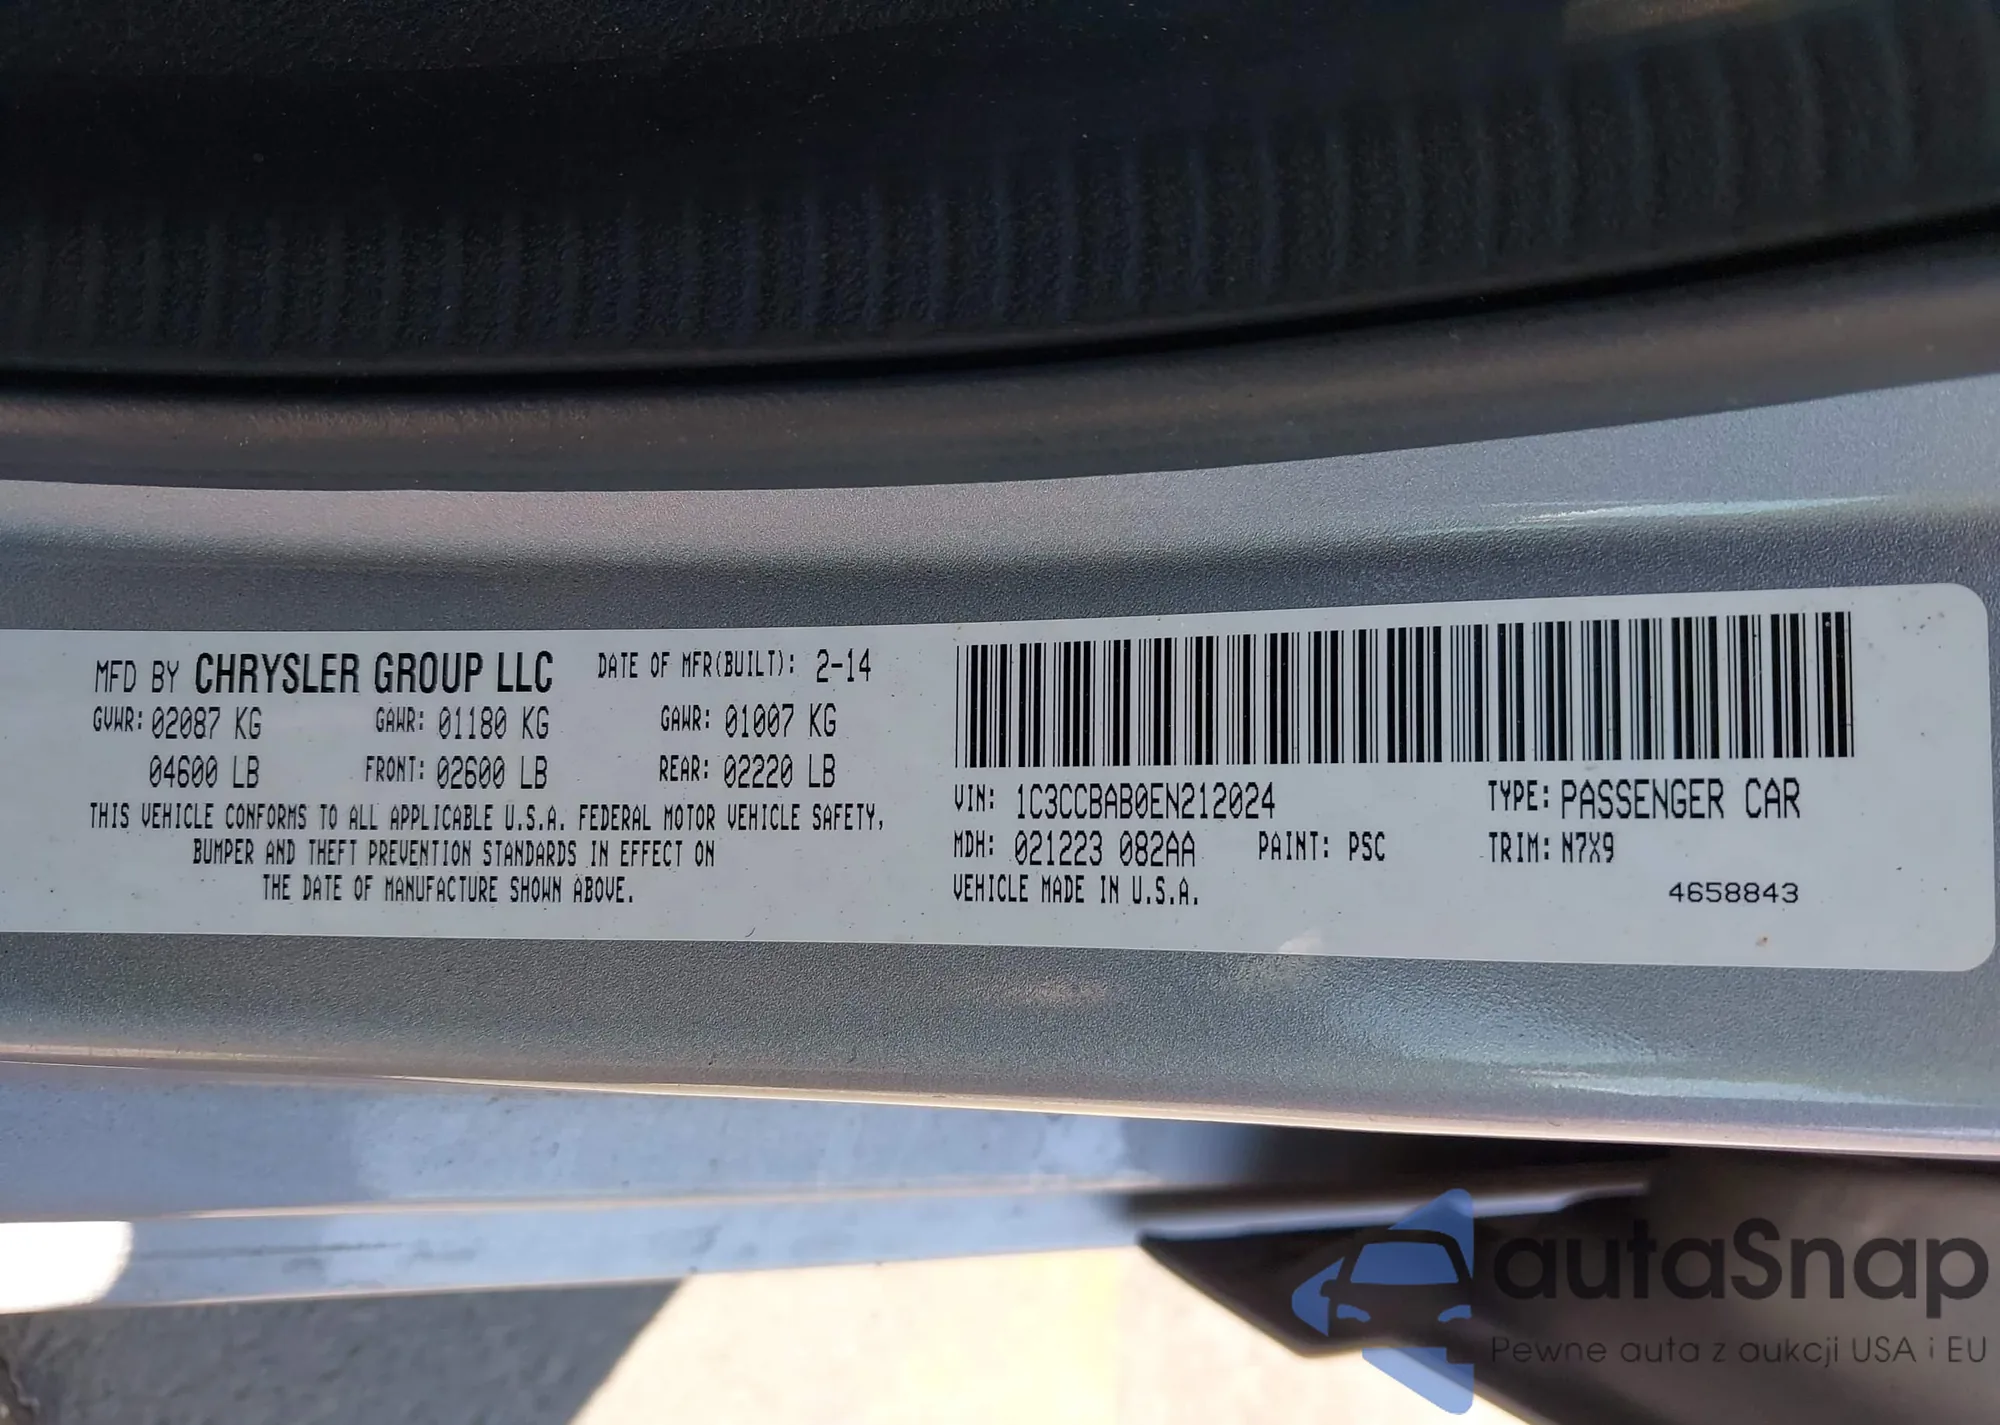 MFD BY CHRYSLER GROUP LLC DATE OF MFR(BUILT): 2-14
GVWR: 02087 KG GAWR: 01180 KG GAWR: 01007 KG
04600 LB FRONT: 02600 LB REAR: 02220 LB
THIS VEHICLE CONFORMS TO ALL APPLICABLE U.S.A. FEDERAL MOTOR VEHICLE SAFETY,
BUMPER AND THEFT PREVENTION STANDARDS IN EFFECT ON
THE DATE OF MANUFACTURE SHOWN ABOVE.
VIN: 1C3CCBAB0EN212024 TYPE: PASSENGER CAR
MDH: 021223 082AA PAINT: PSC TRIM: N7X9
VEHICLE MADE IN U.S.A.
4658843
autaSnap
Pewne auta z aukcji USA i EU